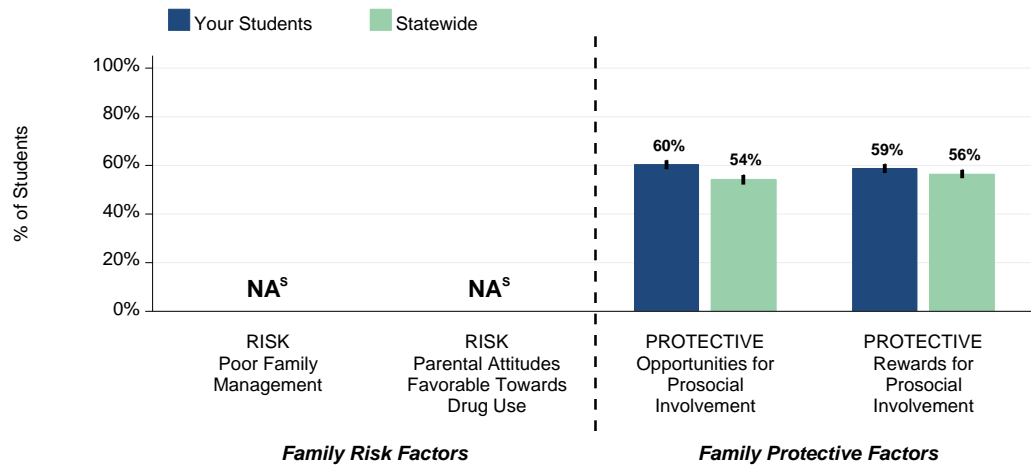 Your Students
Statewide
% of Students
100%
80%
60%
40%
20%
0%
NAˢ
NAˢ
60%
54%
59%
56%
RISK
Poor Family
Management
RISK
Parental Attitudes
Favorable Towards
Drug Use
PROTECTIVE
Opportunities for
Prosocial
Involvement
PROTECTIVE
Rewards for
Prosocial
Involvement
Family Risk Factors
Family Protective Factors